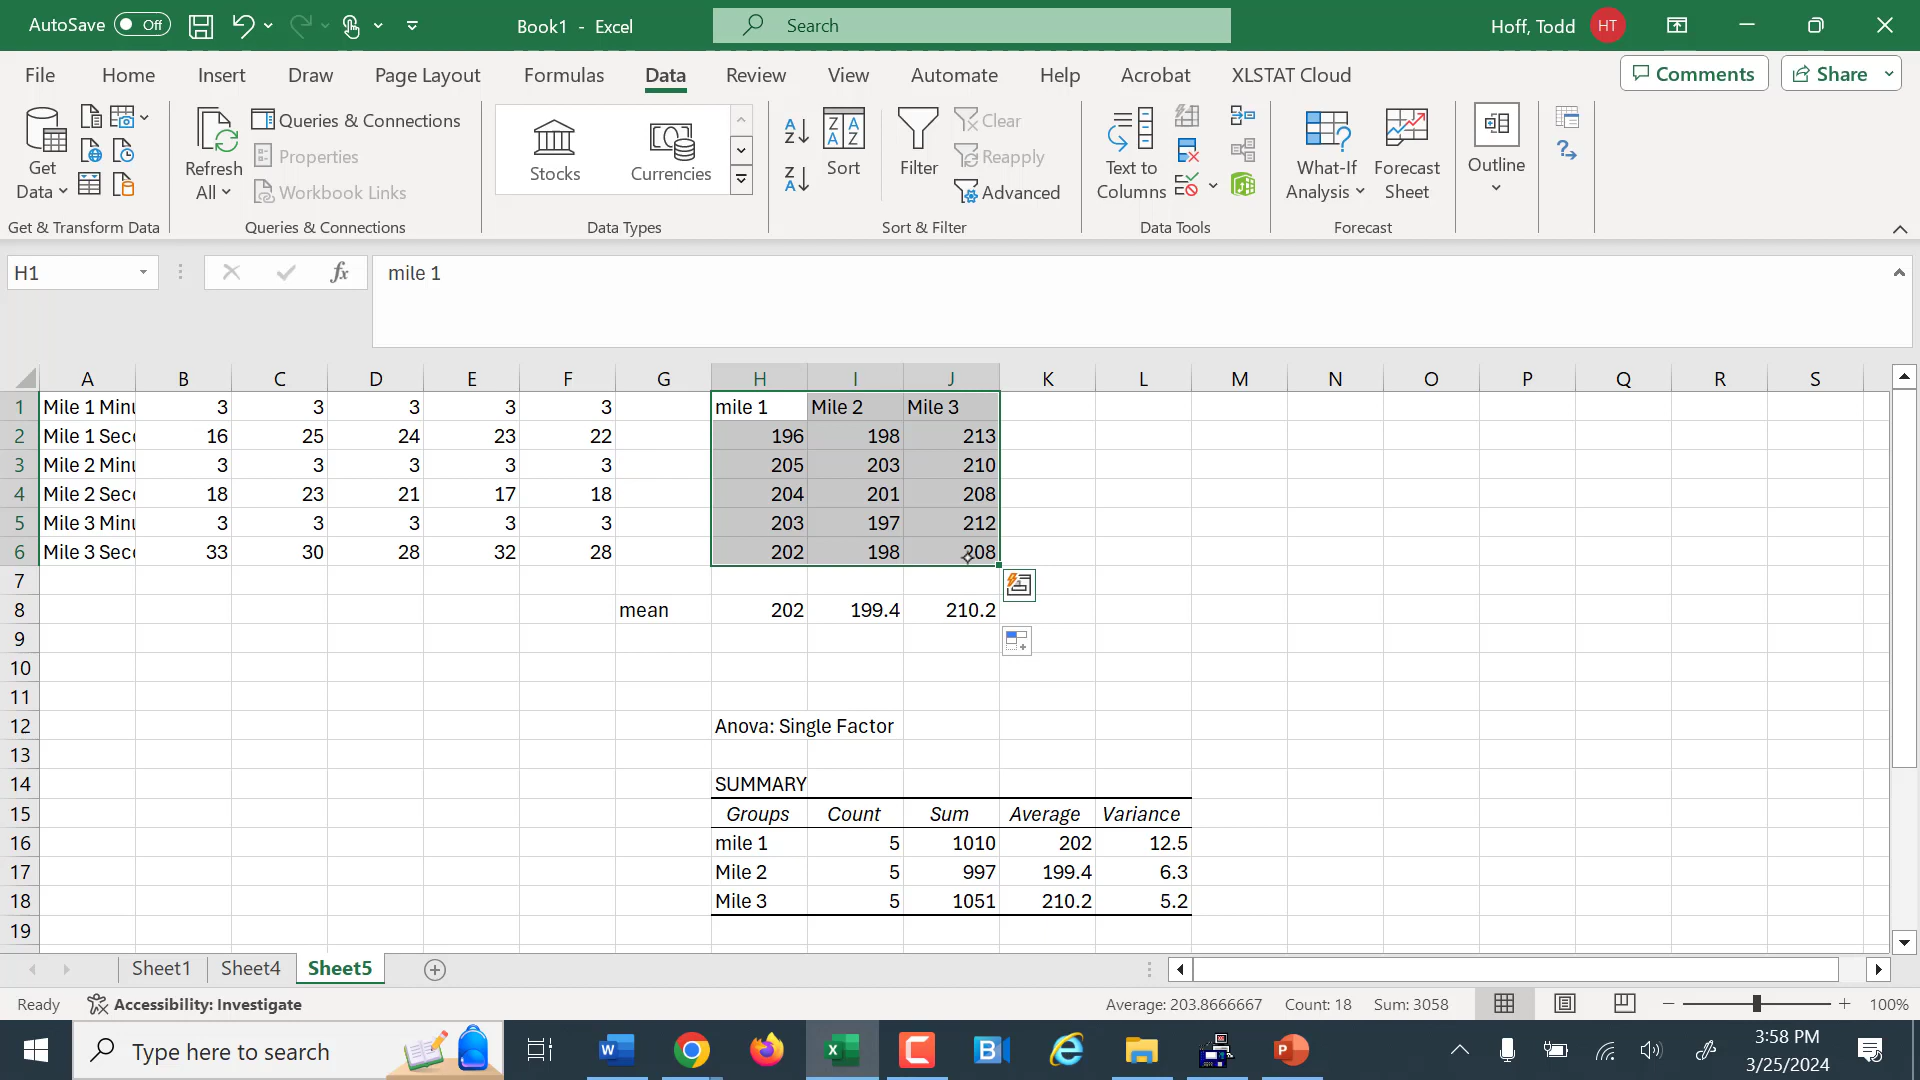 AutoSave Off Book1 - Excel Search Hoff, Todd HT
File Home Insert Draw Page Layout Formulas Data Review View Automate Help Acrobat XLSTAT Cloud Comments Share
Get Data Refresh All Queries & Connections Properties Workbook Links Stocks Currencies Sort Filter Clear Reapply Advanced Text to Columns What-If Analysis Forecast Sheet Outline
Get & Transform Data Queries & Connections Data Types Sort & Filter Data Tools Forecast
H1 fx mile 1
A B C D E F G H I J K L M N O P Q R S
1 Mile 1 Minu 3 3 3 3 3 mile 1 Mile 2 Mile 3
2 Mile 1 Seco 16 25 24 23 22 196 198 213
3 Mile 2 Minu 3 3 3 3 3 205 203 210
4 Mile 2 Seco 18 23 21 17 18 204 201 208
5 Mile 3 Minu 3 3 3 3 3 203 197 212
6 Mile 3 Seco 33 30 28 32 28 202 198 208
7
8 mean 202 199.4 210.2
9
10
11
12 Anova: Single Factor
13
14 SUMMARY
15 Groups Count Sum Average Variance
16 mile 1 5 1010 202 12.5
17 Mile 2 5 997 199.4 6.3
18 Mile 3 5 1051 210.2 5.2
19
Sheet1 Sheet4 Sheet5
Ready Accessibility: Investigate Average: 203.8666667 Count: 18 Sum: 3058 100%
Type here to search 3:58 PM
3/25/2024